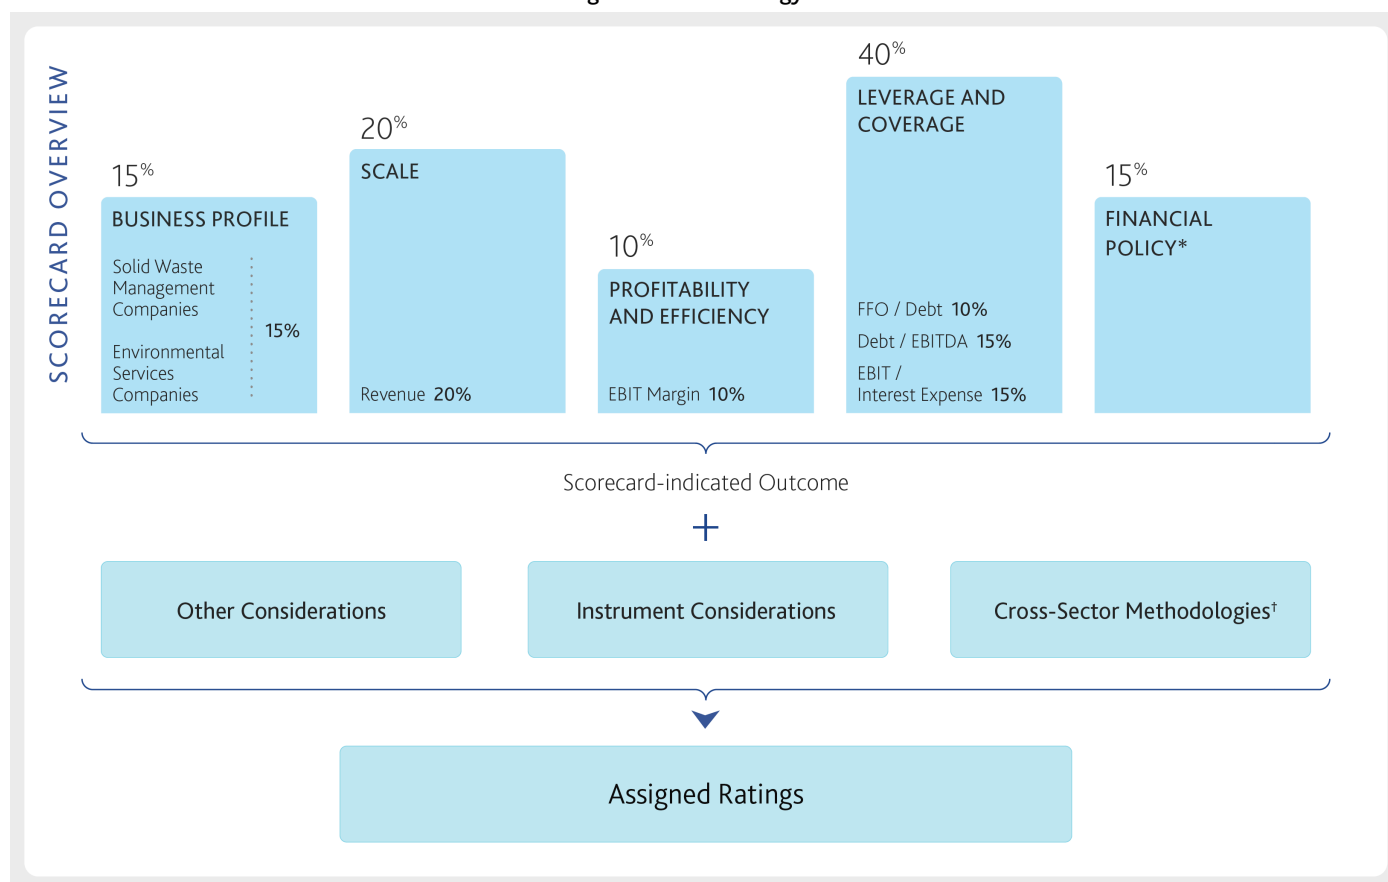 SCORECARD OVERVIEW
15%
BUSINESS PROFILE
Solid Waste
Management
Companies
Environmental
Services
Companies
15%
20%
SCALE
Revenue 20%
10%
PROFITABILITY
AND EFFICIENCY
EBIT Margin 10%
40%
LEVERAGE AND
COVERAGE
FFO / Debt 10%
Debt / EBITDA 15%
EBIT /
Interest Expense 15%
15%
FINANCIAL
POLICY*
Scorecard-indicated Outcome
+
Other Considerations
Instrument Considerations
Cross-Sector Methodologies†
Assigned Ratings